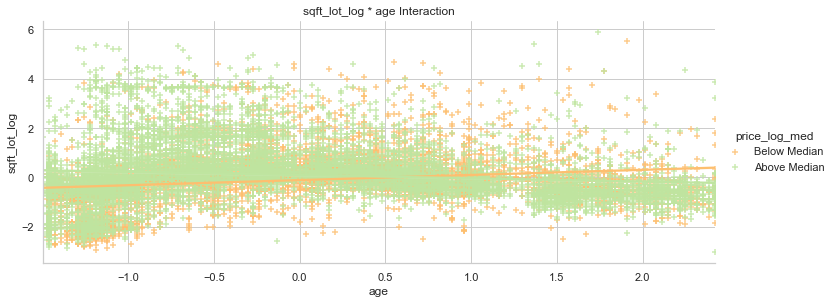 sqft_lot_log * age Interaction
6
4
2
0
−2
sqft_lot_log
−1.0 −0.5 0.0 0.5 1.0 1.5 2.0
age
price_log_med
Below Median
Above Median